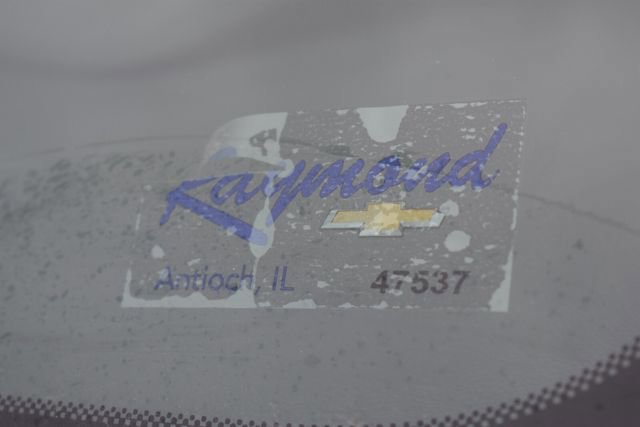 Raymond
Antioch, IL 47537